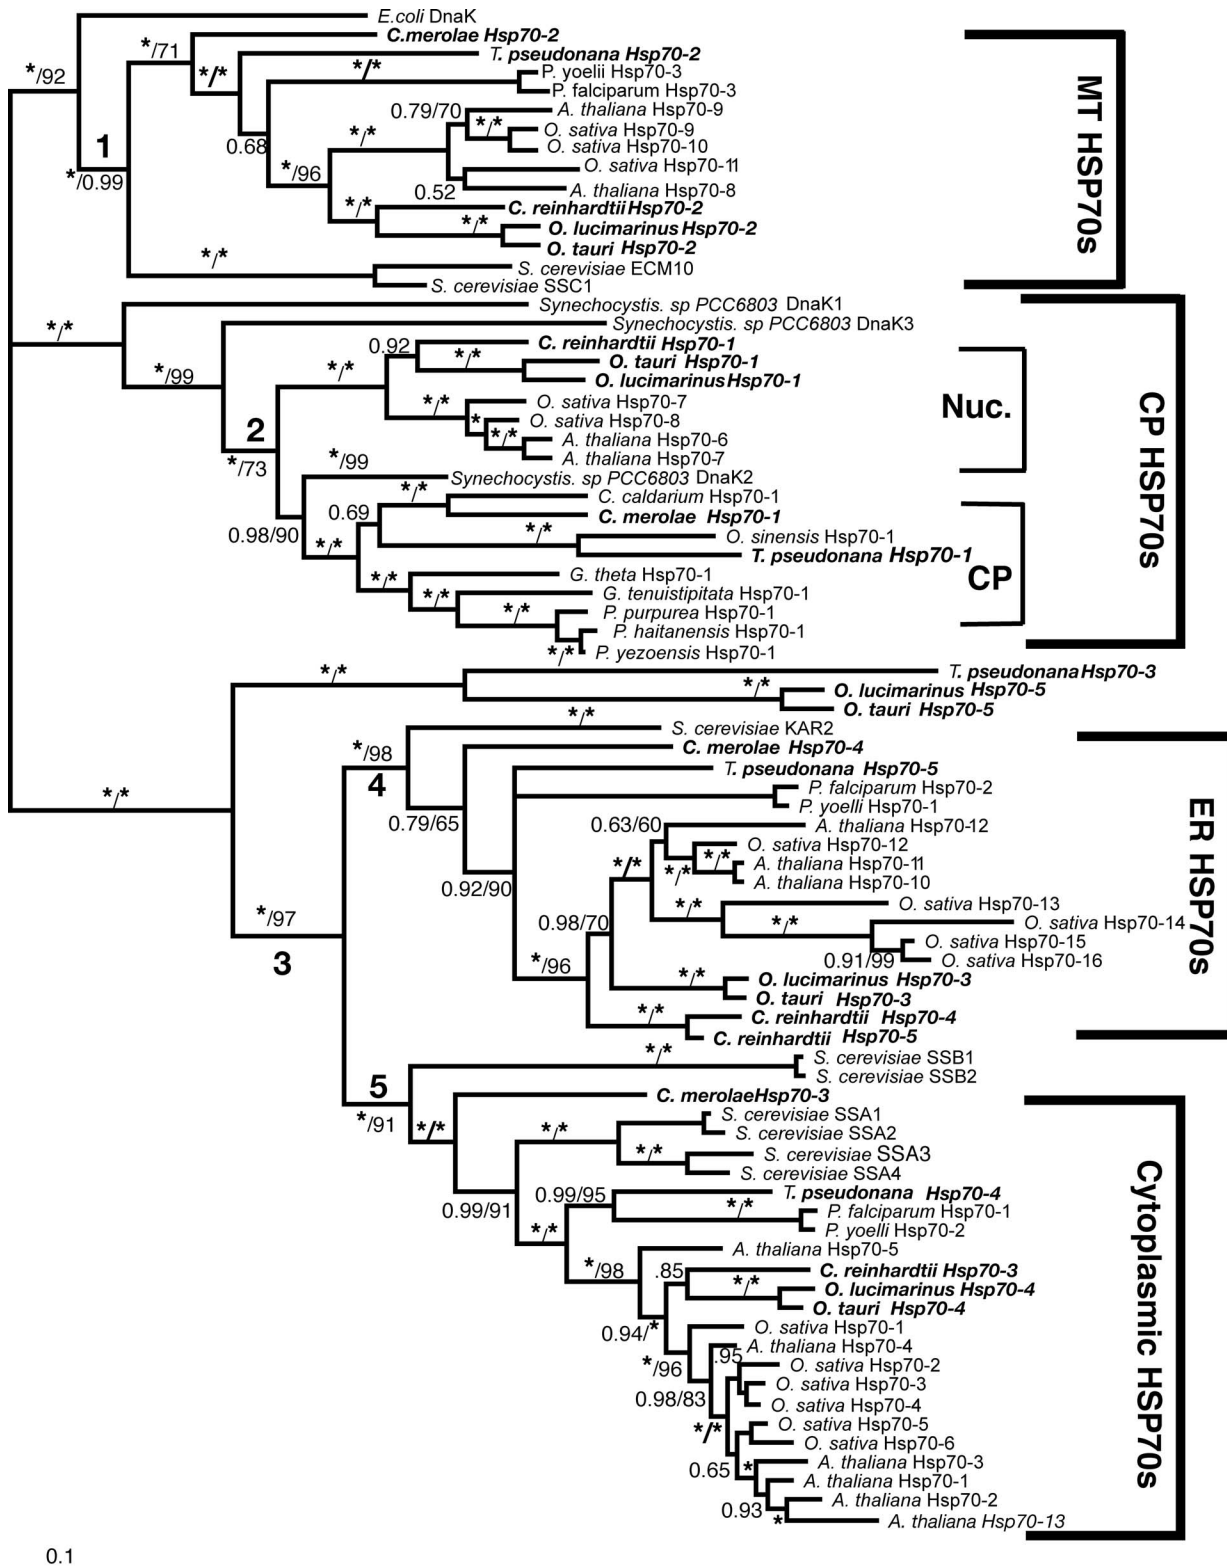 E.coli DnaK
C.merolae Hsp70-2
*/71
T. pseudonana Hsp70-2
*/92
*/*
*/*
P. yoelii Hsp70-3
P. falciparum Hsp70-3
0.79/70
A. thaliana Hsp70-9
*/*
O. sativa Hsp70-9
*/*
1
0.68
O. sativa Hsp70-10
*/96
O. sativa Hsp70-11
*/0.99
0.52
A. thaliana Hsp70-8
*/*
C. reinhardtii Hsp70-2
*/*
O. lucimarinus Hsp70-2
O. tauri Hsp70-2
*/*
S. cerevisiae ECM10
S. cerevisiae SSC1
MT HSP70s
Synechocystis. sp PCC6803 DnaK1
*/*
Synechocystis. sp PCC6803 DnaK3
0.92
C. reinhardtii Hsp70-1
*/*
O. tauri Hsp70-1
*/99
*/*
O. lucimarinus Hsp70-1
*/*
O. sativa Hsp70-7
*
O. sativa Hsp70-8
2
*/*
A. thaliana Hsp70-6
A. thaliana Hsp70-7
Nuc.
*/73
*/99
Synechocystis. sp PCC6803 DnaK2
*/*
C. caldarium Hsp70-1
0.69
C. merolae Hsp70-1
*/*
O. sinensis Hsp70-1
0.98/90
*/*
T. pseudonana Hsp70-1
*/*
G. theta Hsp70-1
CP
*/*
G. tenuistipitata Hsp70-1
*/*
P. purpurea Hsp70-1
P. haitanensis Hsp70-1
*/*
P. yezoensis Hsp70-1
CP HSP70s
*/*
T. pseudonana Hsp70-3
*/*
O. lucimarinus Hsp70-5
O. tauri Hsp70-5
*/*
S. cerevisiae KAR2
*/98
C. merolae Hsp70-4
4
T. pseudonana Hsp70-5
*/*
P. falciparum Hsp70-2
P. yoelli Hsp70-1
0.79/65
0.63/60
A. thaliana Hsp70-12
O. sativa Hsp70-12
*/*
*/*
A. thaliana Hsp70-11
*/*
A. thaliana Hsp70-10
0.92/90
*/*
O. sativa Hsp70-13
*/97
0.98/70
*/*
O. sativa Hsp70-14
O. sativa Hsp70-15
3
*/96
0.91/99
O. sativa Hsp70-16
*/*
O. lucimarinus Hsp70-3
O. tauri Hsp70-3
*/*
C. reinhardtii Hsp70-4
C. reinhardtii Hsp70-5
ER HSP70s
*/*
S. cerevisiae SSB1
S. cerevisiae SSB2
5
C. merolae Hsp70-3
*/91
*/*
S. cerevisiae SSA1
*/*
S. cerevisiae SSA2
*/*
S. cerevisiae SSA3
S. cerevisiae SSA4
0.99/95
T. pseudonana Hsp70-4
0.99/91
*/*
P. falciparum Hsp70-1
*/*
P. yoelli Hsp70-2
A. thaliana Hsp70-5
*/98
.85
C. reinhardtii Hsp70-3
*/*
O. lucimarinus Hsp70-4
O. tauri Hsp70-4
0.94/*
O. sativa Hsp70-1
A. thaliana Hsp70-4
.95
*/96
O. sativa Hsp70-2
O. sativa Hsp70-3
0.98/83
O. sativa Hsp70-4
*/*
O. sativa Hsp70-5
O. sativa Hsp70-6
0.65
*
A. thaliana Hsp70-3
A. thaliana Hsp70-1
0.93
A. thaliana Hsp70-2
*
A. thaliana Hsp70-13
Cytoplasmic HSP70s
0.1